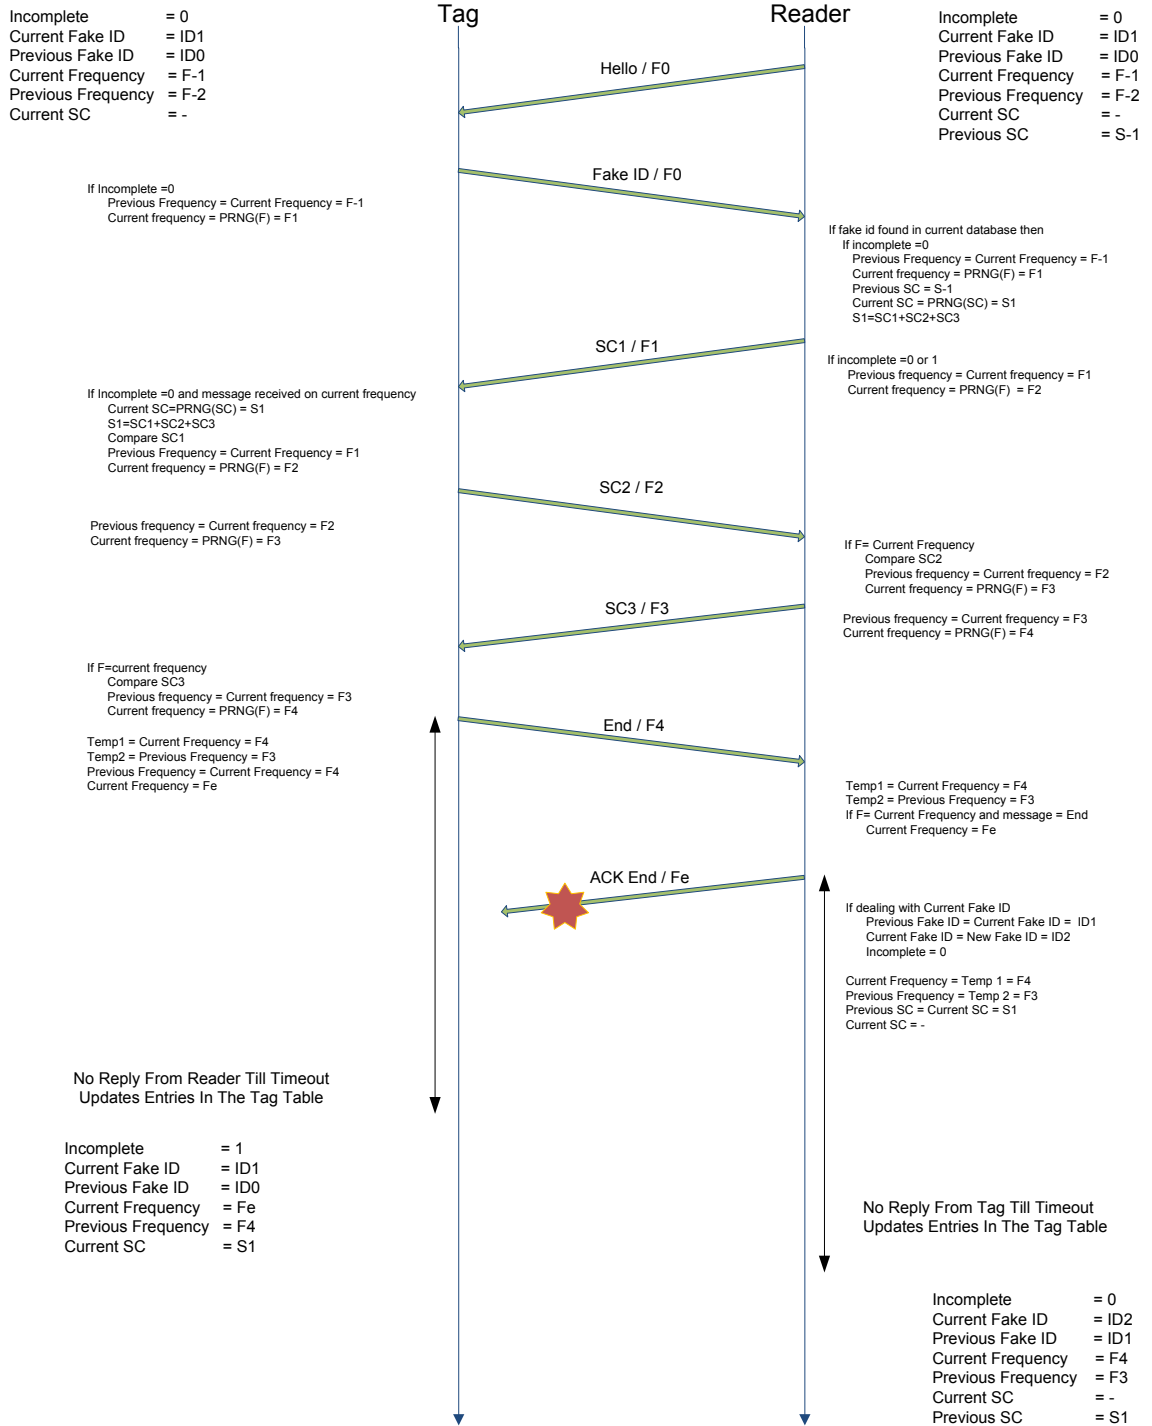 Tag
Reader
Incomplete = 0
Current Fake ID = ID1
Previous Fake ID = ID0
Current Frequency = F-1
Previous Frequency = F-2
Current SC = -
Incomplete = 0
Current Fake ID = ID1
Previous Fake ID = ID0
Current Frequency = F-1
Previous Frequency = F-2
Current SC = -
Previous SC = S-1
Hello / F0
Fake ID / F0
If Incomplete =0
Previous Frequency = Current Frequency = F-1
Current frequency = PRNG(F) = F1
If fake id found in current database then
If incomplete =0
Previous Frequency = Current Frequency = F-1
Current frequency = PRNG(F) = F1
Previous SC = S-1
Current SC = PRNG(SC) = S1
S1=SC1+SC2+SC3
SC1 / F1
If incomplete =0 or 1
Previous frequency = Current frequency = F1
Current frequency = PRNG(F) = F2
If Incomplete =0 and message received on current frequency
Current SC=PRNG(SC) = S1
S1=SC1+SC2+SC3
Compare SC1
Previous Frequency = Current Frequency = F1
Current frequency = PRNG(F) = F2
SC2 / F2
Previous frequency = Current frequency = F2
Current frequency = PRNG(F) = F3
If F= Current Frequency
Compare SC2
Previous frequency = Current frequency = F2
Current frequency = PRNG(F) = F3
SC3 / F3
Previous frequency = Current frequency = F3
Current frequency = PRNG(F) = F4
If F=current frequency
Compare SC3
Previous frequency = Current frequency = F3
Current frequency = PRNG(F) = F4
End / F4
Temp1 = Current Frequency = F4
Temp2 = Previous Frequency = F3
Previous Frequency = Current Frequency = F4
Current Frequency = Fe
Temp1 = Current Frequency = F4
Temp2 = Previous Frequency = F3
If F= Current Frequency and message = End
Current Frequency = Fe
ACK End / Fe
If dealing with Current Fake ID
Previous Fake ID = Current Fake ID = ID1
Current Fake ID = New Fake ID = ID2
Incomplete = 0
Current Frequency = Temp 1 = F4
Previous Frequency = Temp 2 = F3
Previous SC = Current SC = S1
Current SC = -
No Reply From Reader Till Timeout
Updates Entries In The Tag Table
Incomplete = 1
Current Fake ID = ID1
Previous Fake ID = ID0
Current Frequency = Fe
Previous Frequency = F4
Current SC = S1
No Reply From Tag Till Timeout
Updates Entries In The Tag Table
Incomplete = 0
Current Fake ID = ID2
Previous Fake ID = ID1
Current Frequency = F4
Previous Frequency = F3
Current SC = -
Previous SC = S1